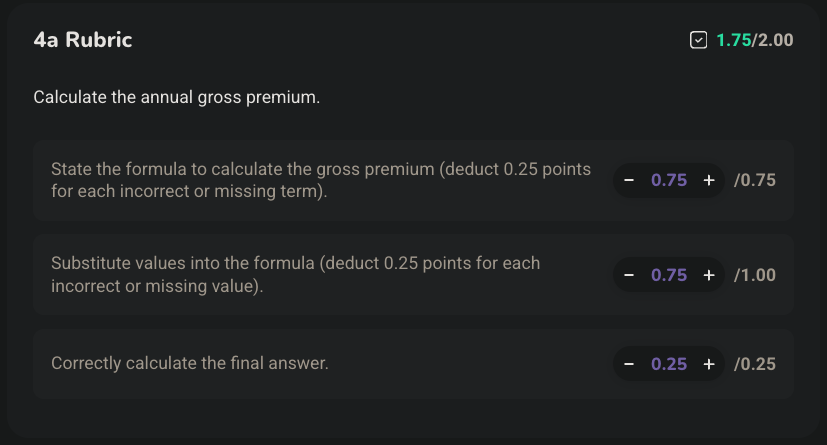 4a Rubric
1.75/2.00
Calculate the annual gross premium.
State the formula to calculate the gross premium (deduct 0.25 points
for each incorrect or missing term).
− 0.75 + /0.75
Substitute values into the formula (deduct 0.25 points for each
incorrect or missing value).
− 0.75 + /1.00
Correctly calculate the final answer.
− 0.25 + /0.25